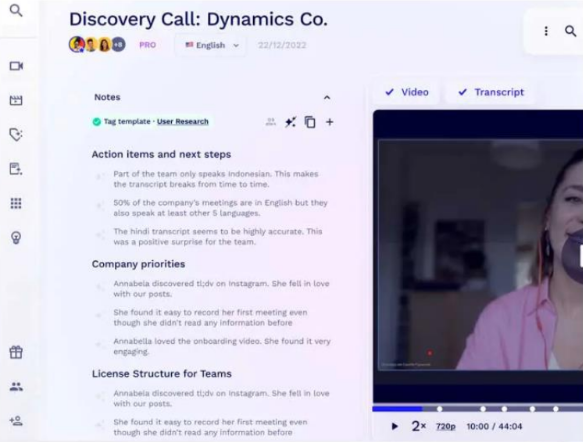 Discovery Call: Dynamics Co.
+8 PRO English 22/12/2022
Notes
Video Transcript
Tag template · User Research
Action items and next steps
Part of the team only speaks Indonesian. This makes
the transcript breaks from time to time.
50% of the company's meetings are in English but they
also speak at least other 5 languages.
The hindi transcript seems to be highly accurate. This
was a positive surprise for the team.
Company priorities
Annabela discovered tl;dv on Instagram. She fell in love
with our posts.
She found it easy to record her first meeting even
though she didn't read any information before
Annabella loved the onboarding video. She found it very
engaging.
License Structure for Teams
Annabela discovered tl;dv on Instagram. She fell in love
with our posts.
She found it easy to record her first meeting even
though she didn't read any information before
2× 720p 10:00 / 44:04